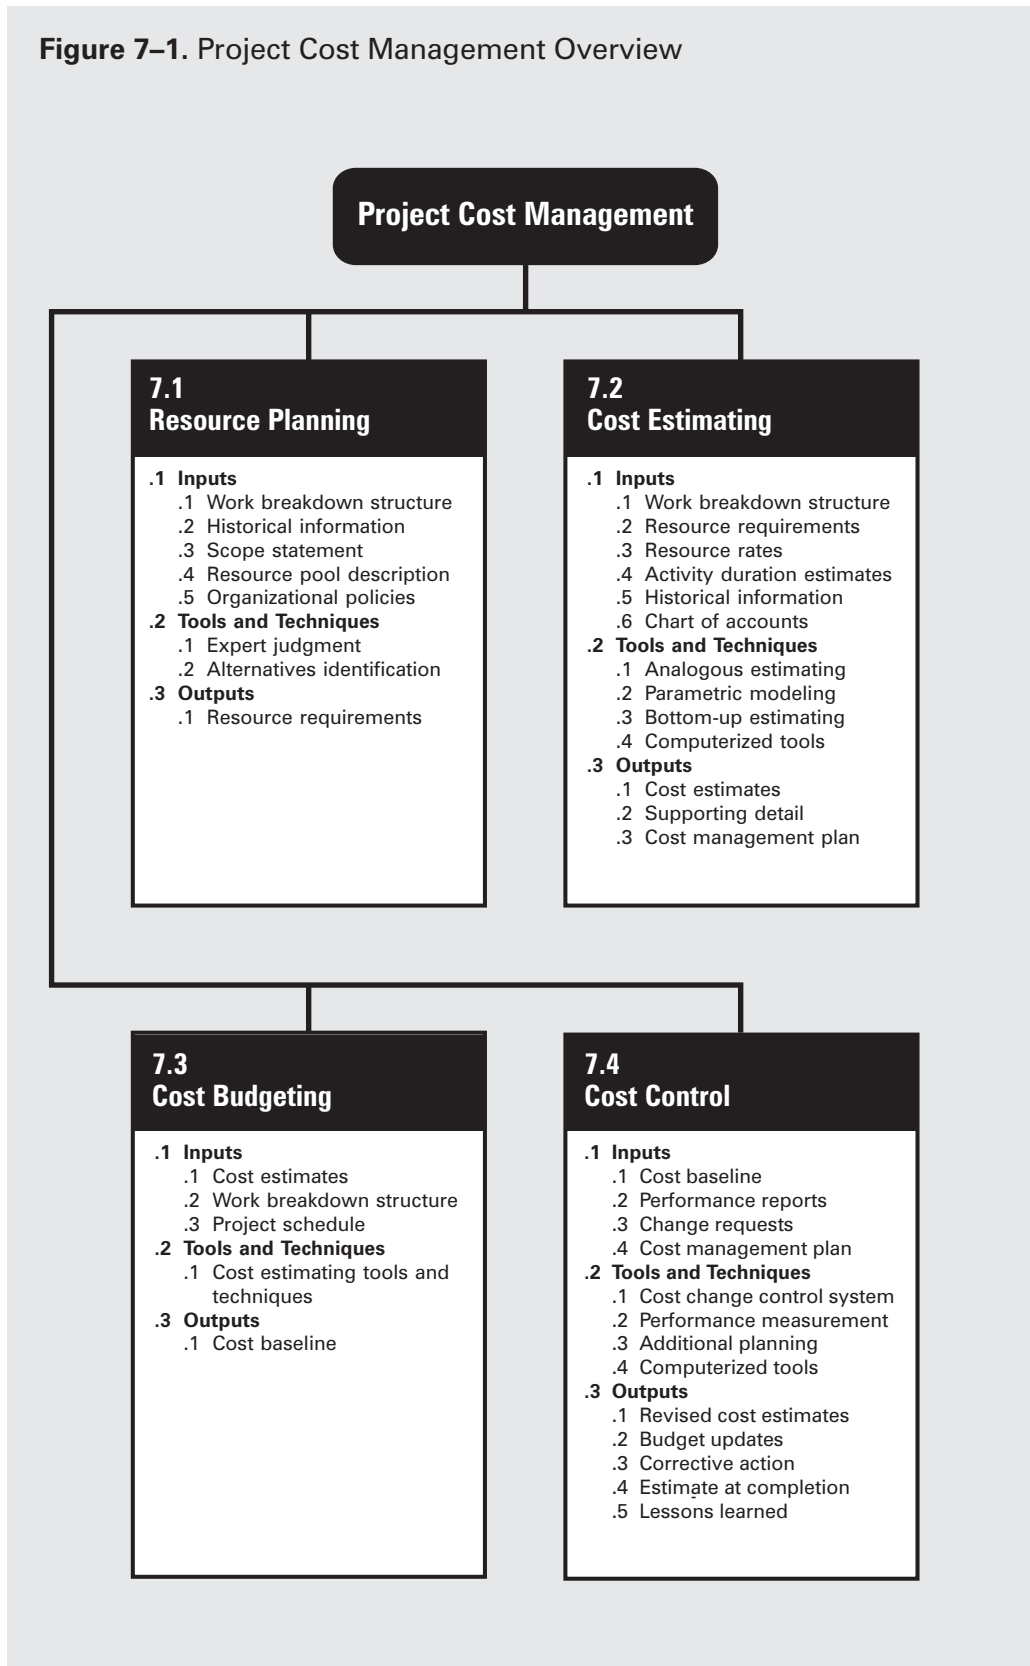 Figure 7–1. Project Cost Management Overview
Project Cost Management
7.1
Resource Planning
.1 Inputs
.1 Work breakdown structure
.2 Historical information
.3 Scope statement
.4 Resource pool description
.5 Organizational policies
.2 Tools and Techniques
.1 Expert judgment
.2 Alternatives identification
.3 Outputs
.1 Resource requirements
7.2
Cost Estimating
.1 Inputs
.1 Work breakdown structure
.2 Resource requirements
.3 Resource rates
.4 Activity duration estimates
.5 Historical information
.6 Chart of accounts
.2 Tools and Techniques
.1 Analogous estimating
.2 Parametric modeling
.3 Bottom-up estimating
.4 Computerized tools
.3 Outputs
.1 Cost estimates
.2 Supporting detail
.3 Cost management plan
7.3
Cost Budgeting
.1 Inputs
.1 Cost estimates
.2 Work breakdown structure
.3 Project schedule
.2 Tools and Techniques
.1 Cost estimating tools and
techniques
.3 Outputs
.1 Cost baseline
7.4
Cost Control
.1 Inputs
.1 Cost baseline
.2 Performance reports
.3 Change requests
.4 Cost management plan
.2 Tools and Techniques
.1 Cost change control system
.2 Performance measurement
.3 Additional planning
.4 Computerized tools
.3 Outputs
.1 Revised cost estimates
.2 Budget updates
.3 Corrective action
.4 Estimate at completion
.5 Lessons learned